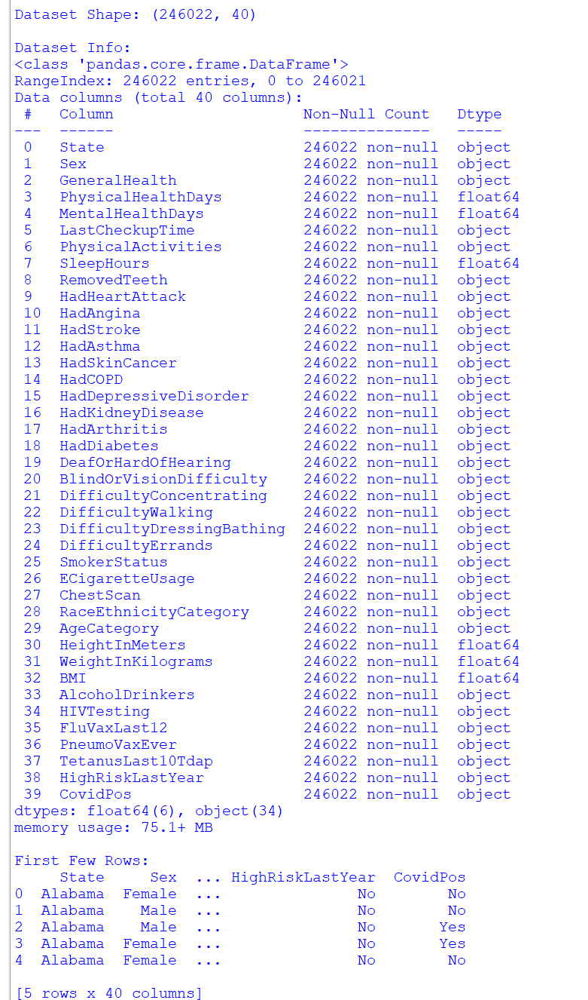 Dataset Shape: (246022, 40)
Dataset Info:
<class 'pandas.core.frame.DataFrame'>
RangeIndex: 246022 entries, 0 to 246021
Data columns (total 40 columns):
 #   Column                     Non-Null Count   Dtype
---  ------                     --------------   -----
 0   State                      246022 non-null  object
 1   Sex                        246022 non-null  object
 2   GeneralHealth              246022 non-null  object
 3   PhysicalHealthDays         246022 non-null  float64
 4   MentalHealthDays           246022 non-null  float64
 5   LastCheckupTime            246022 non-null  object
 6   PhysicalActivities         246022 non-null  object
 7   SleepHours                 246022 non-null  float64
 8   RemovedTeeth               246022 non-null  object
 9   HadHeartAttack             246022 non-null  object
 10  HadAngina                  246022 non-null  object
 11  HadStroke                  246022 non-null  object
 12  HadAsthma                  246022 non-null  object
 13  HadSkinCancer              246022 non-null  object
 14  HadCOPD                    246022 non-null  object
 15  HadDepressiveDisorder      246022 non-null  object
 16  HadKidneyDisease           246022 non-null  object
 17  HadArthritis               246022 non-null  object
 18  HadDiabetes                246022 non-null  object
 19  DeafOrHardOfHearing        246022 non-null  object
 20  BlindOrVisionDifficulty    246022 non-null  object
 21  DifficultyConcentrating    246022 non-null  object
 22  DifficultyWalking          246022 non-null  object
 23  DifficultyDressingBathing  246022 non-null  object
 24  DifficultyErrands          246022 non-null  object
 25  SmokerStatus               246022 non-null  object
 26  ECigaretteUsage            246022 non-null  object
 27  ChestScan                  246022 non-null  object
 28  RaceEthnicityCategory      246022 non-null  object
 29  AgeCategory                246022 non-null  object
 30  HeightInMeters             246022 non-null  float64
 31  WeightInKilograms          246022 non-null  float64
 32  BMI                        246022 non-null  float64
 33  AlcoholDrinkers            246022 non-null  object
 34  HIVTesting                 246022 non-null  object
 35  FluVaxLast12               246022 non-null  object
 36  PneumoVaxEver              246022 non-null  object
 37  TetanusLast10Tdap          246022 non-null  object
 38  HighRiskLastYear           246022 non-null  object
 39  CovidPos                   246022 non-null  object
dtypes: float64(6), object(34)
memory usage: 75.1+ MB
First Few Rows:
     State     Sex  ... HighRiskLastYear  CovidPos
0  Alabama  Female  ...               No        No
1  Alabama    Male  ...               No        No
2  Alabama    Male  ...               No       Yes
3  Alabama  Female  ...               No       Yes
4  Alabama  Female  ...               No        No
[5 rows x 40 columns]